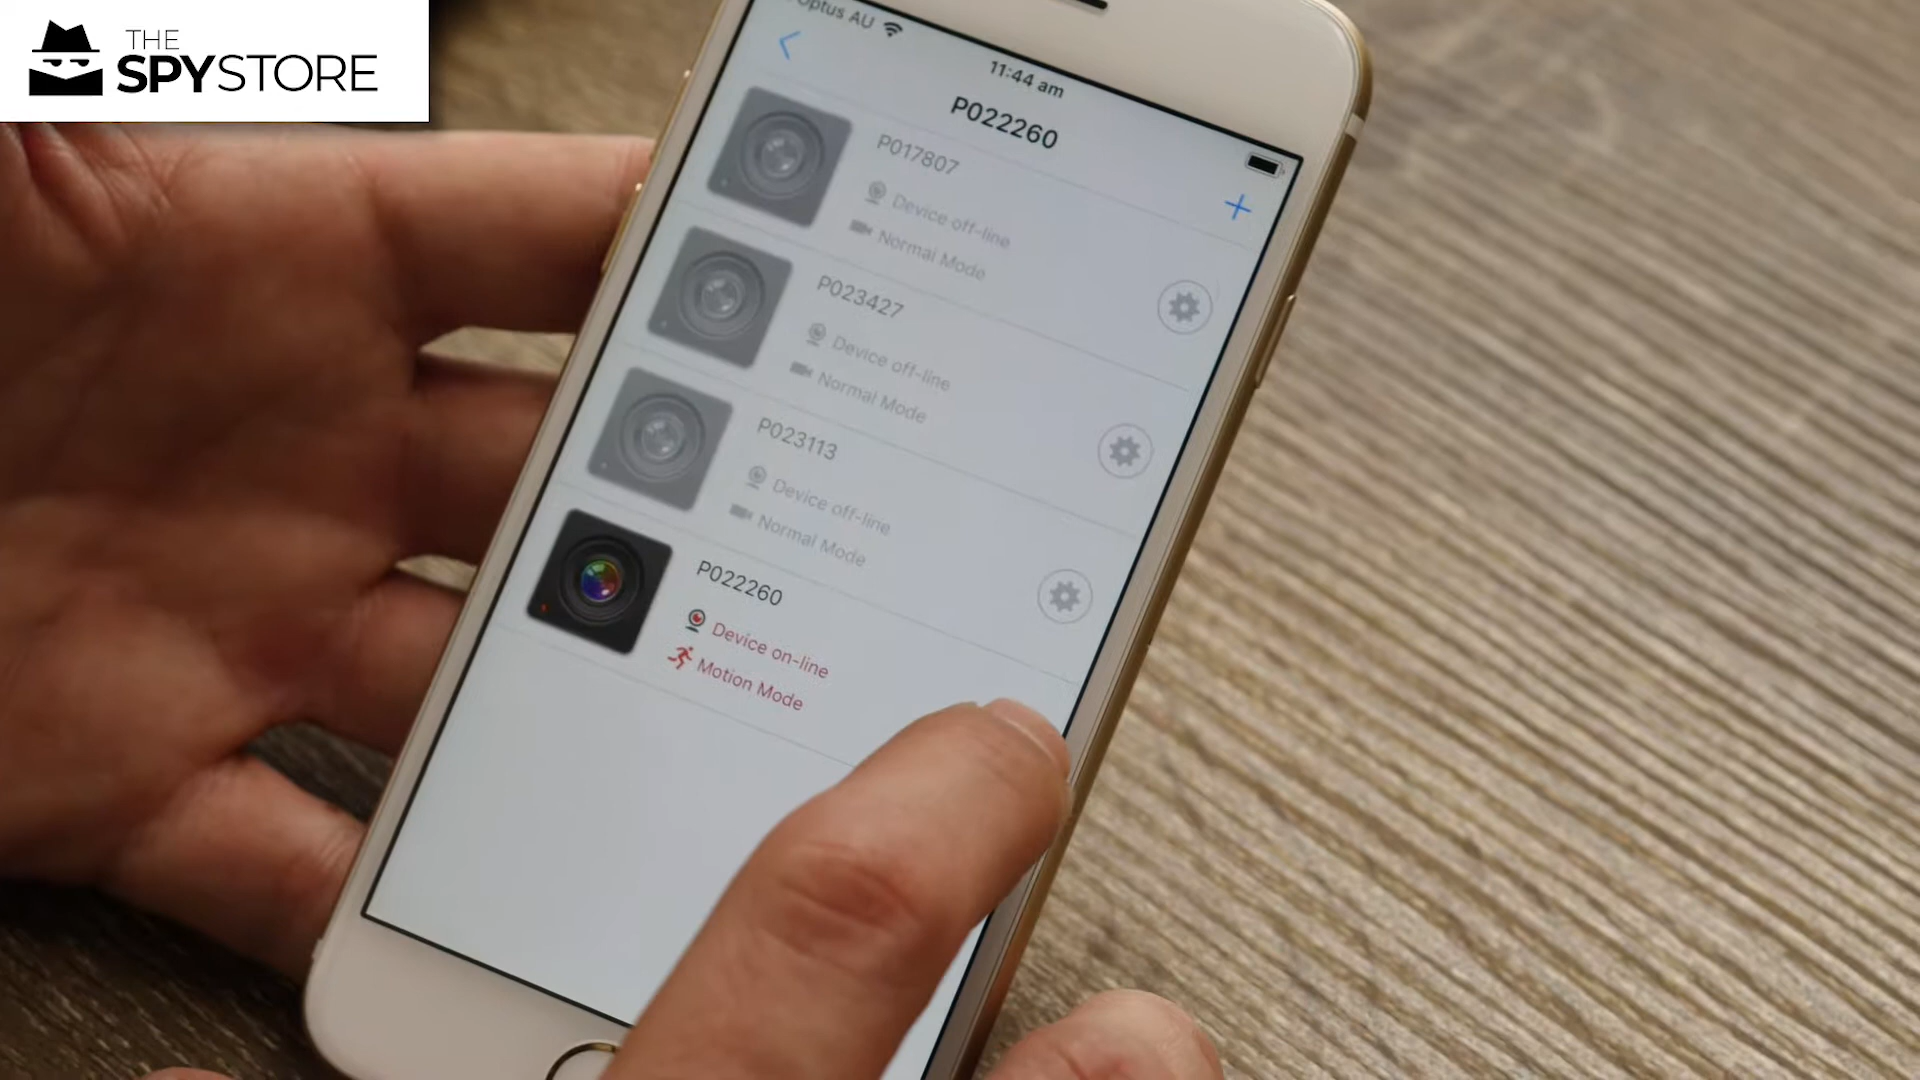 THE
SPYSTORE
Optus AU
11:44 am
P022260
P017807
Device off-line
Normal Mode
P023427
Device off-line
Normal Mode
P023113
Device off-line
Normal Mode
P022260
Device on-line
Motion Mode